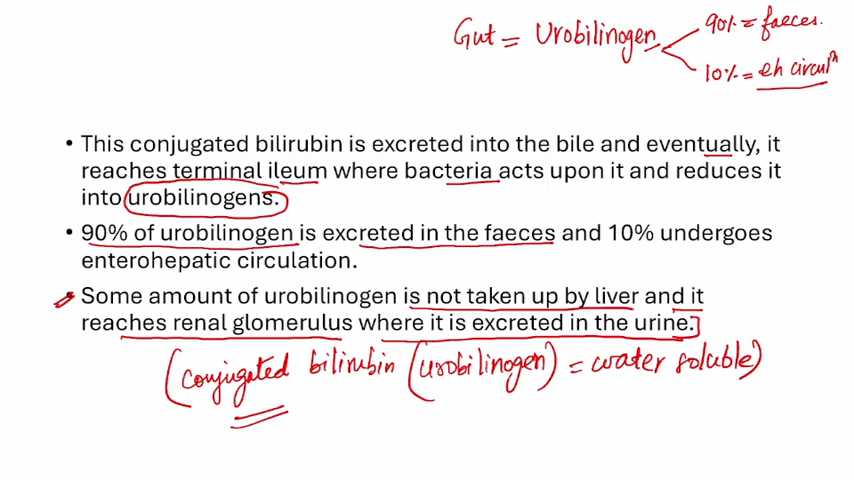 Gut = Urobilinogen
90% = faeces.
10% = eh circulⁿ
• This conjugated bilirubin is excreted into the bile and eventually, it
reaches terminal ileum where bacteria acts upon it and reduces it
into urobilinogens.
• 90% of urobilinogen is excreted in the faeces and 10% undergoes
enterohepatic circulation.
• Some amount of urobilinogen is not taken up by liver and it
reaches renal glomerulus where it is excreted in the urine.
(conjugated bilirubin (urobilinogen) = water soluble)